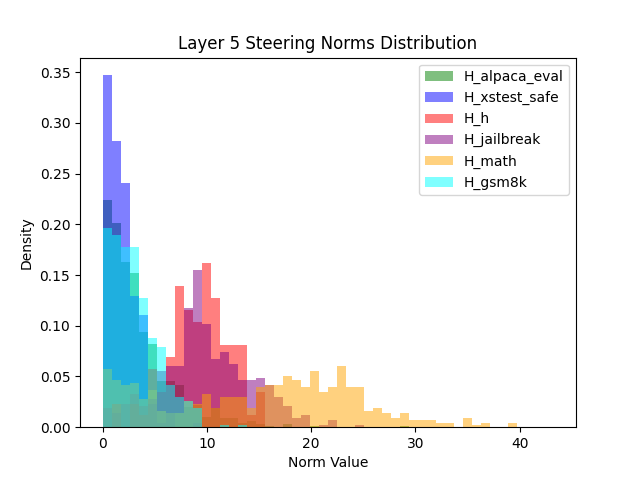 Layer 5 Steering Norms Distribution
H_alpaca_eval
H_xstest_safe
H_h
H_jailbreak
H_math
H_gsm8k
0.35
0.30
0.25
0.20
0.15
0.10
0.05
0.00
Density
0 10 20 30 40
Norm Value